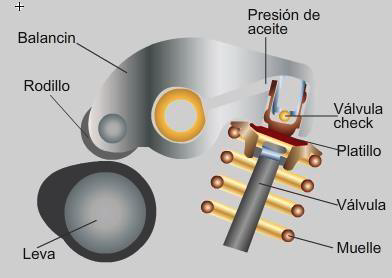 Presión de
aceite
Balancin
Rodillo
Válvula
check
Platillo
Válvula
Muelle
Leva